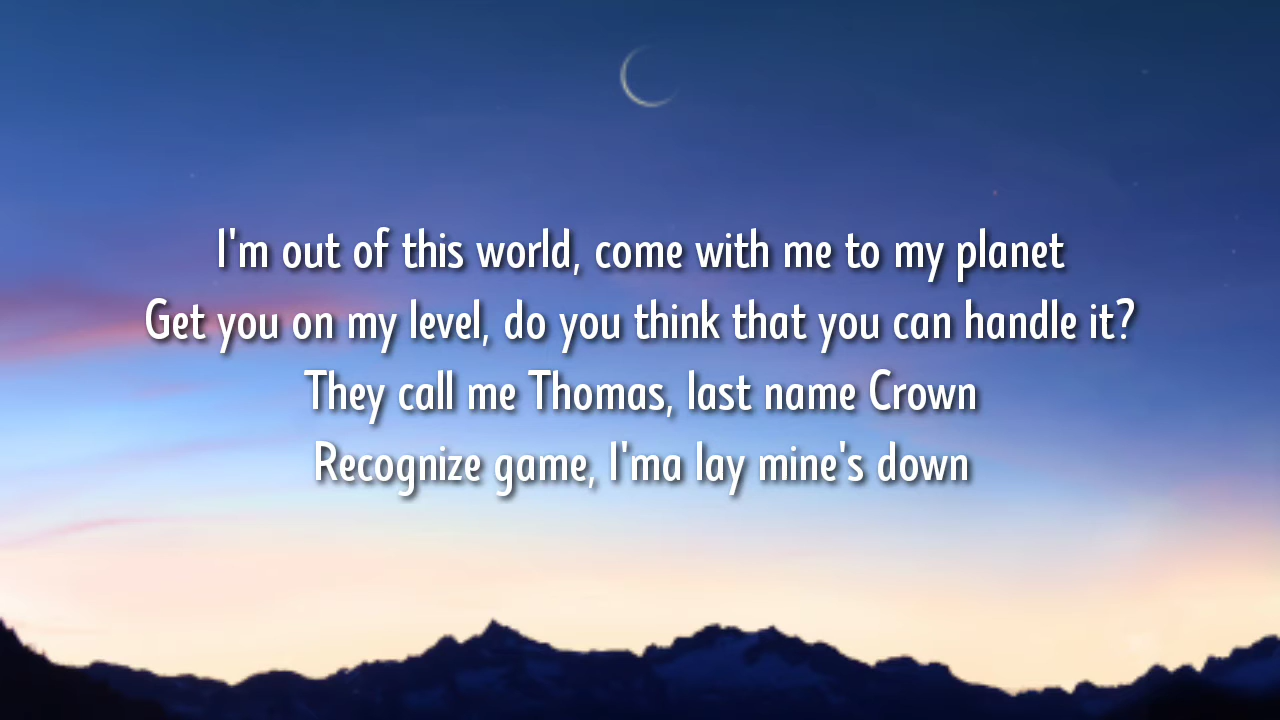 I'm out of this world, come with me to my planet
Get you on my level, do you think that you can handle it?
They call me Thomas, last name Crown
Recognize game, I'ma lay mine's down